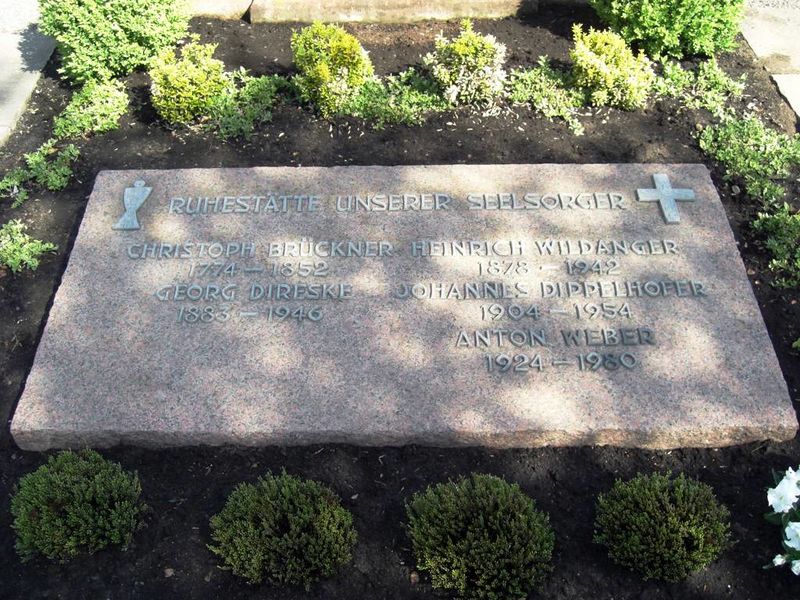 RUHESTÄTTE UNSERER SEELSORGER
CHRISTOPH BRÜCKNER
1774 – 1852
GEORG DIRESKE
1883 – 1946
HEINRICH WILDANGER
1878 – 1942
JOHANNES DIPPELHOFER
1904 – 1954
ANTON WEBER
1924 – 1980